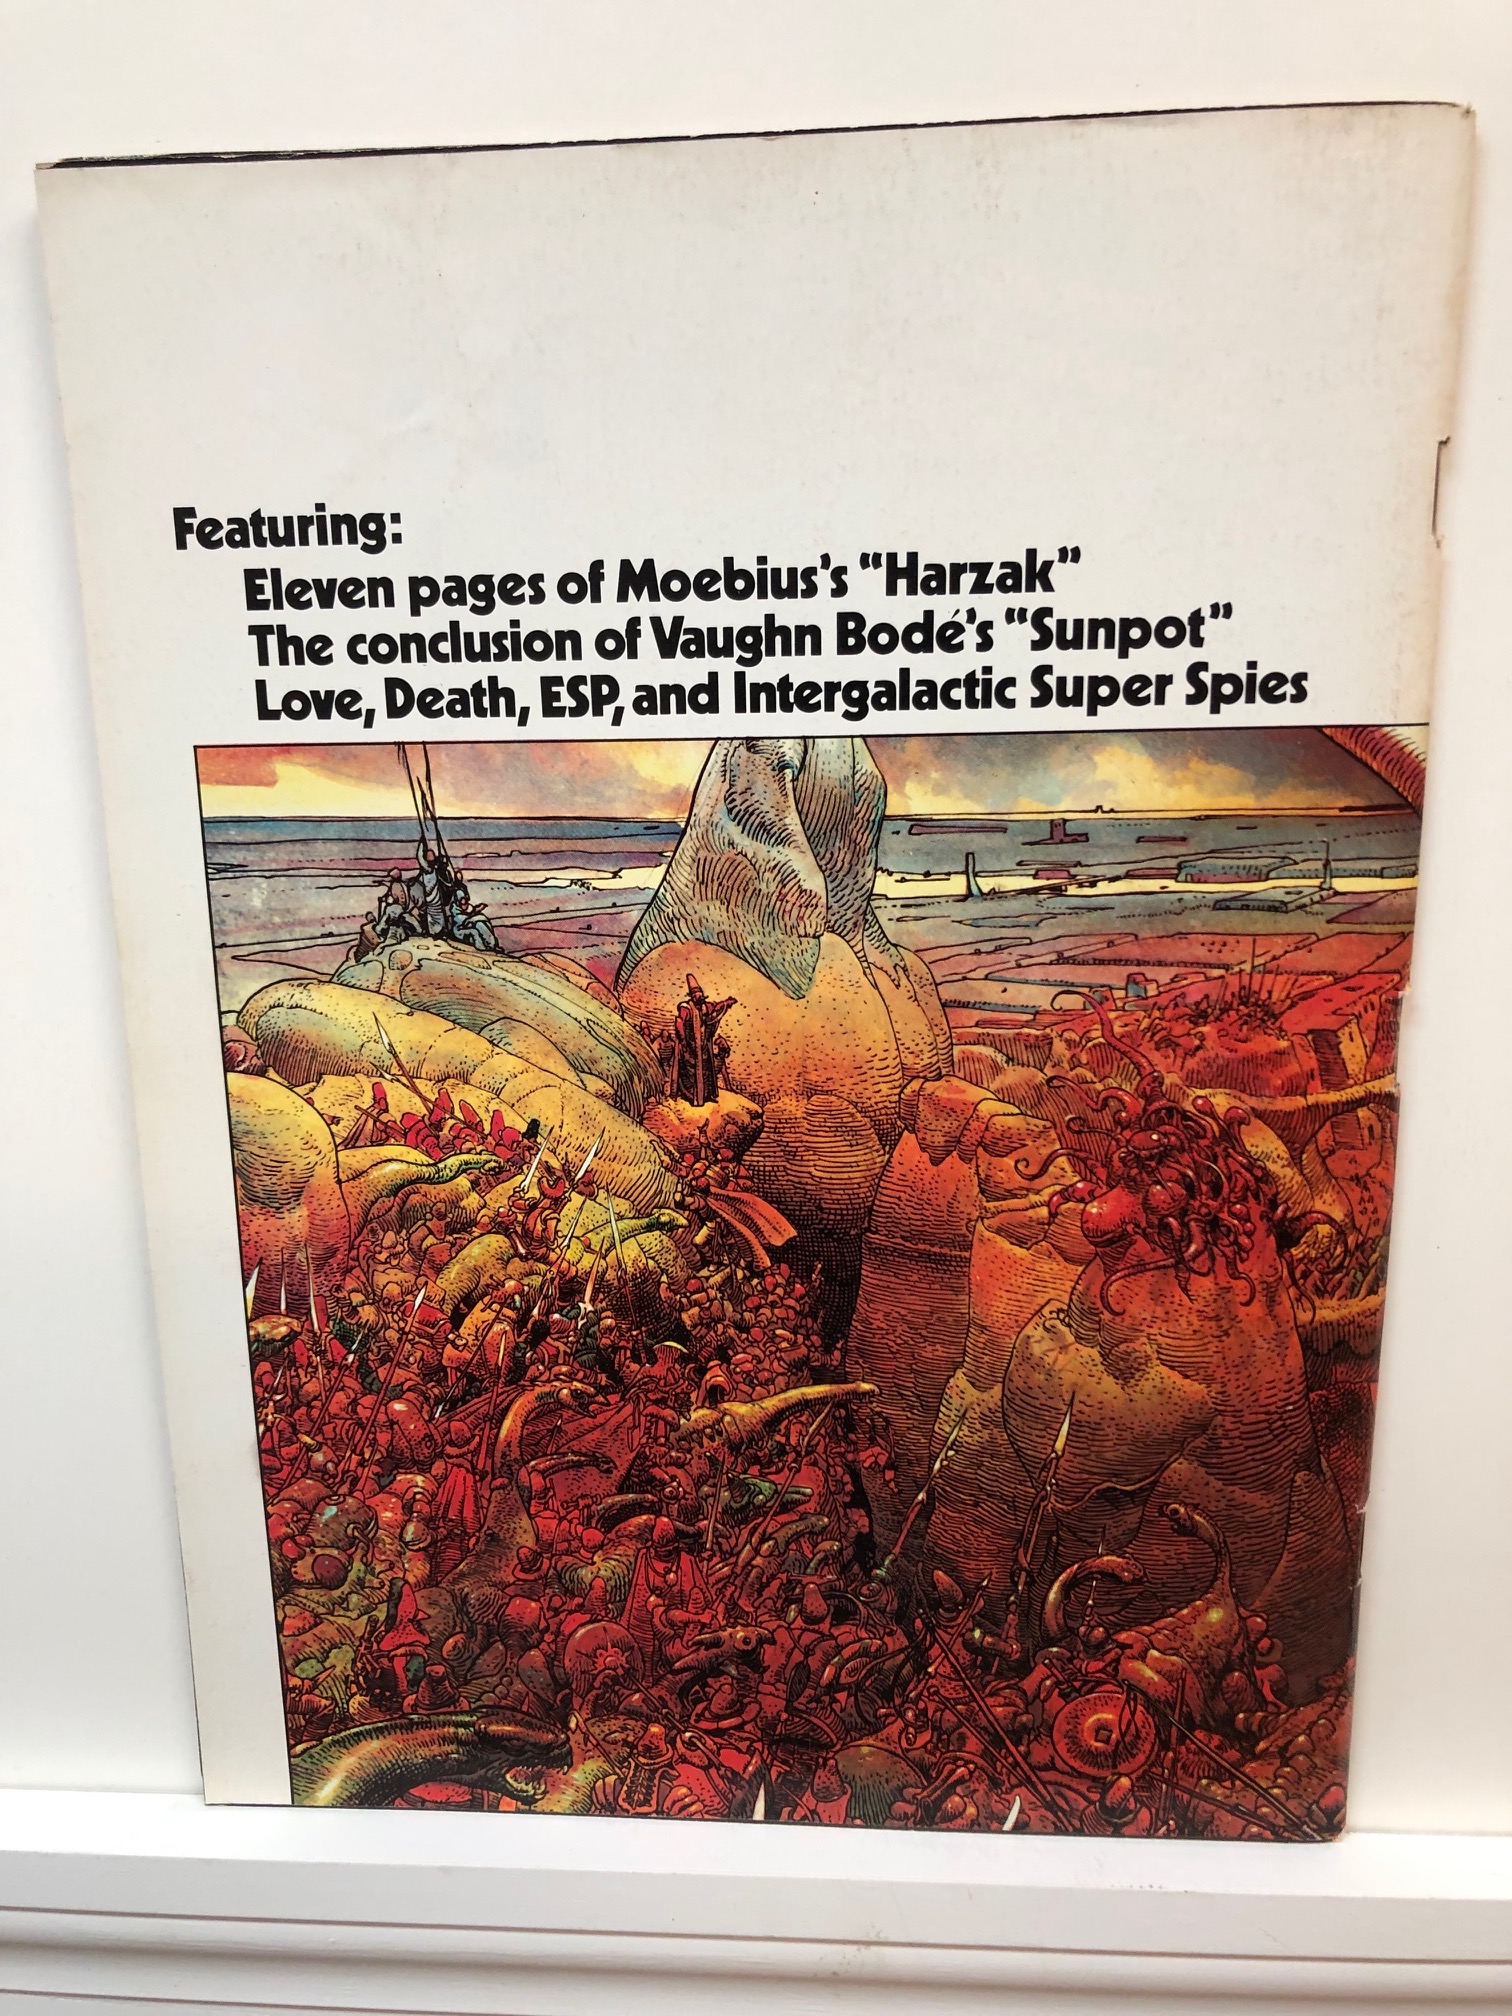 Featuring:
Eleven pages of Moebius's “Harzak”
The conclusion of Vaughn Bodé's “Sunpot”
Love, Death, ESP, and Intergalactic Super Spies